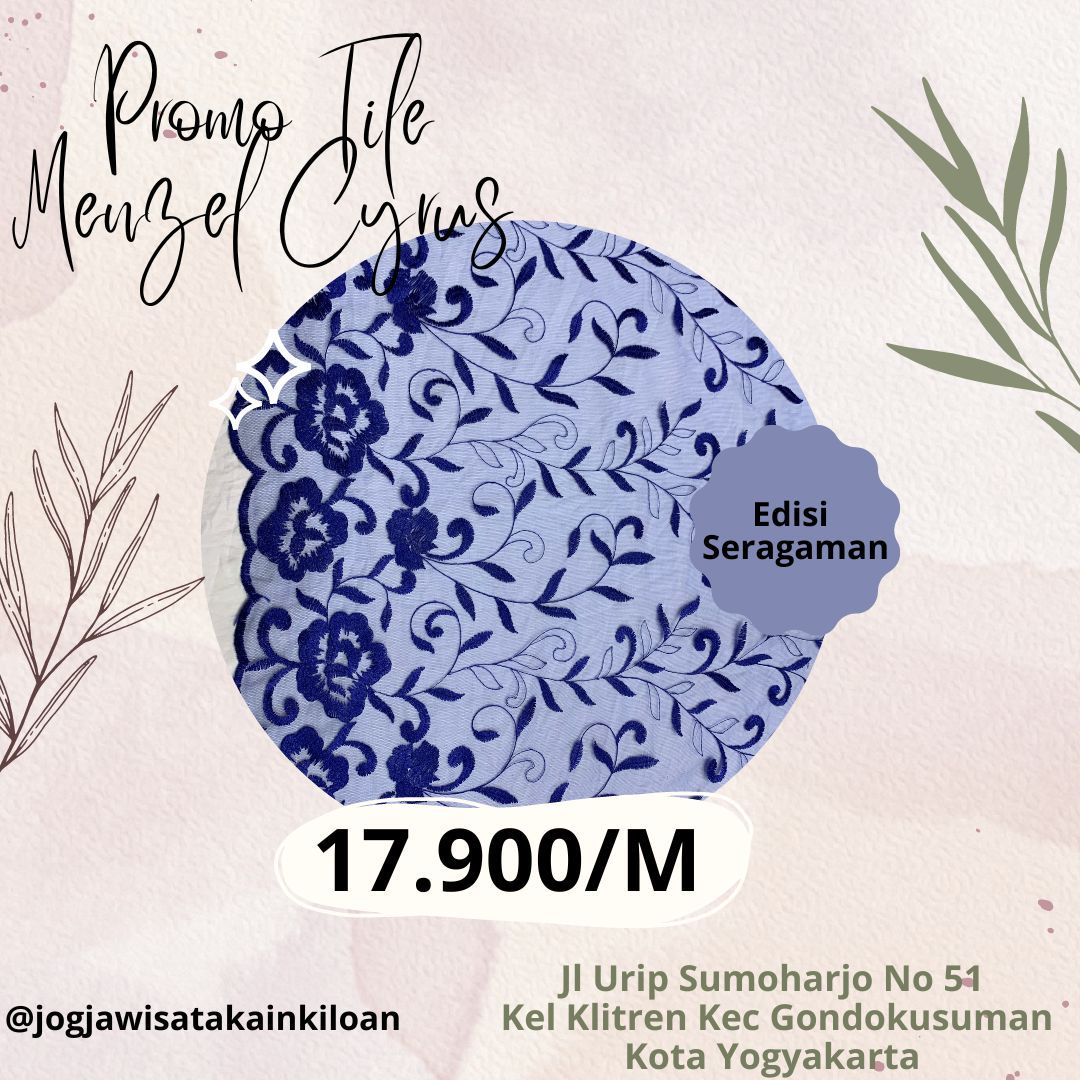 Promo Tile
Menzel Cyrus
Edisi
Seragaman
17.900/M
@jogjawisatakainkiloan
Jl Urip Sumoharjo No 51
Kel Klitren Kec Gondokusuman
Kota Yogyakarta